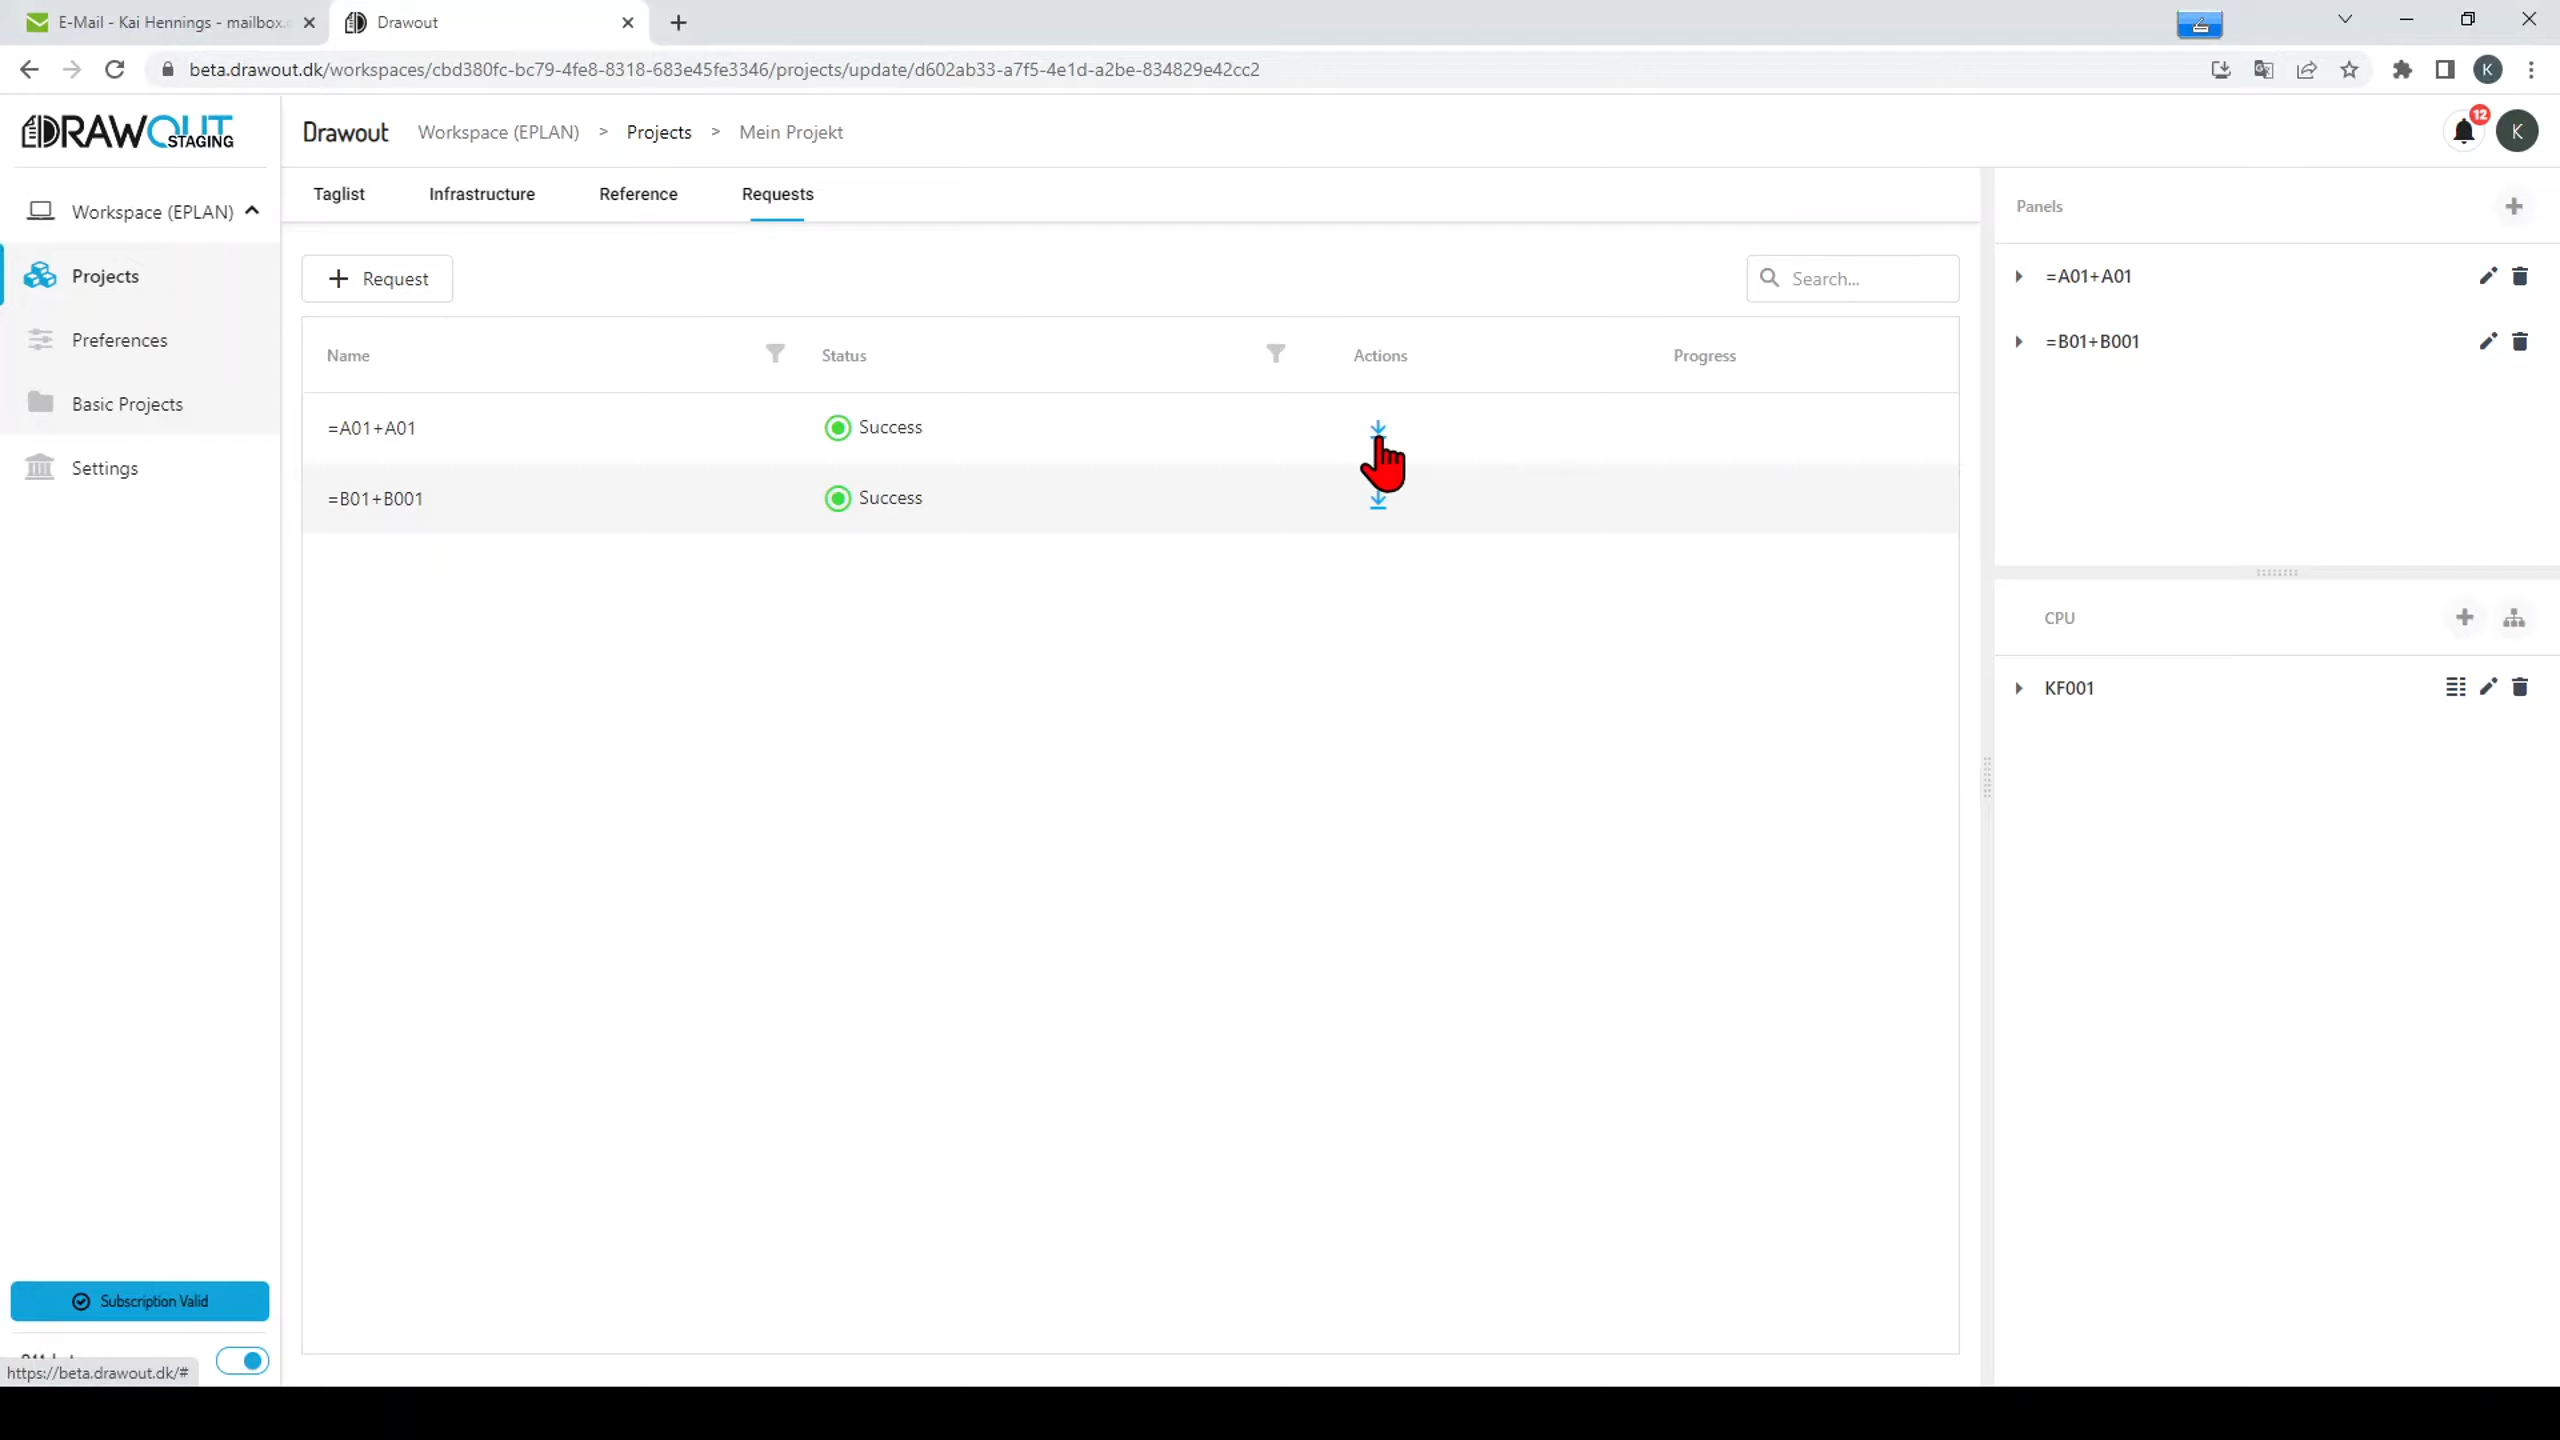 E-Mail - Kai Hennings - mailbox.
Drawout
beta.drawout.dk/workspaces/cbd380fc-bc79-4fe8-8318-683e45fe3346/projects/update/d602ab33-a7f5-4e1d-a2be-834829e42cc2
K
DRAWOUT
STAGING
Drawout Workspace (EPLAN) > Projects > Mein Projekt
12
K
Workspace (EPLAN)
Projects
Preferences
Basic Projects
Settings
Taglist Infrastructure Reference Requests
Request
Search...
Name Status Actions Progress
=A01+A01 Success
=B01+B001 Success
Panels
=A01+A01
=B01+B001
CPU
KF001
Subscription Valid
https://beta.drawout.dk/#